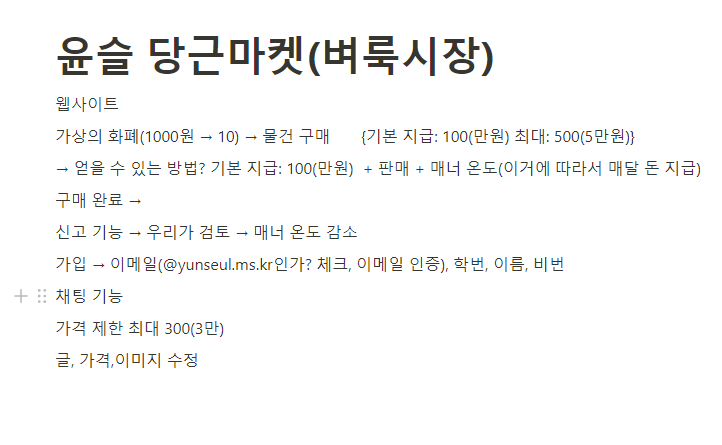 윤슬 당근마켓(벼룩시장)
웹사이트
가상의 화폐(1000원 → 10) → 물건 구매 {기본 지급: 100(만원) 최대: 500(5만원)}
→ 얻을 수 있는 방법? 기본 지급: 100(만원) + 판매 + 매너 온도(이거에 따라서 매달 돈 지급)
구매 완료 →
신고 기능 → 우리가 검토 → 매너 온도 감소
가입 → 이메일(@yunseul.ms.kr인가? 체크, 이메일 인증), 학번, 이름, 비번
채팅 기능
가격 제한 최대 300(3만)
글, 가격,이미지 수정